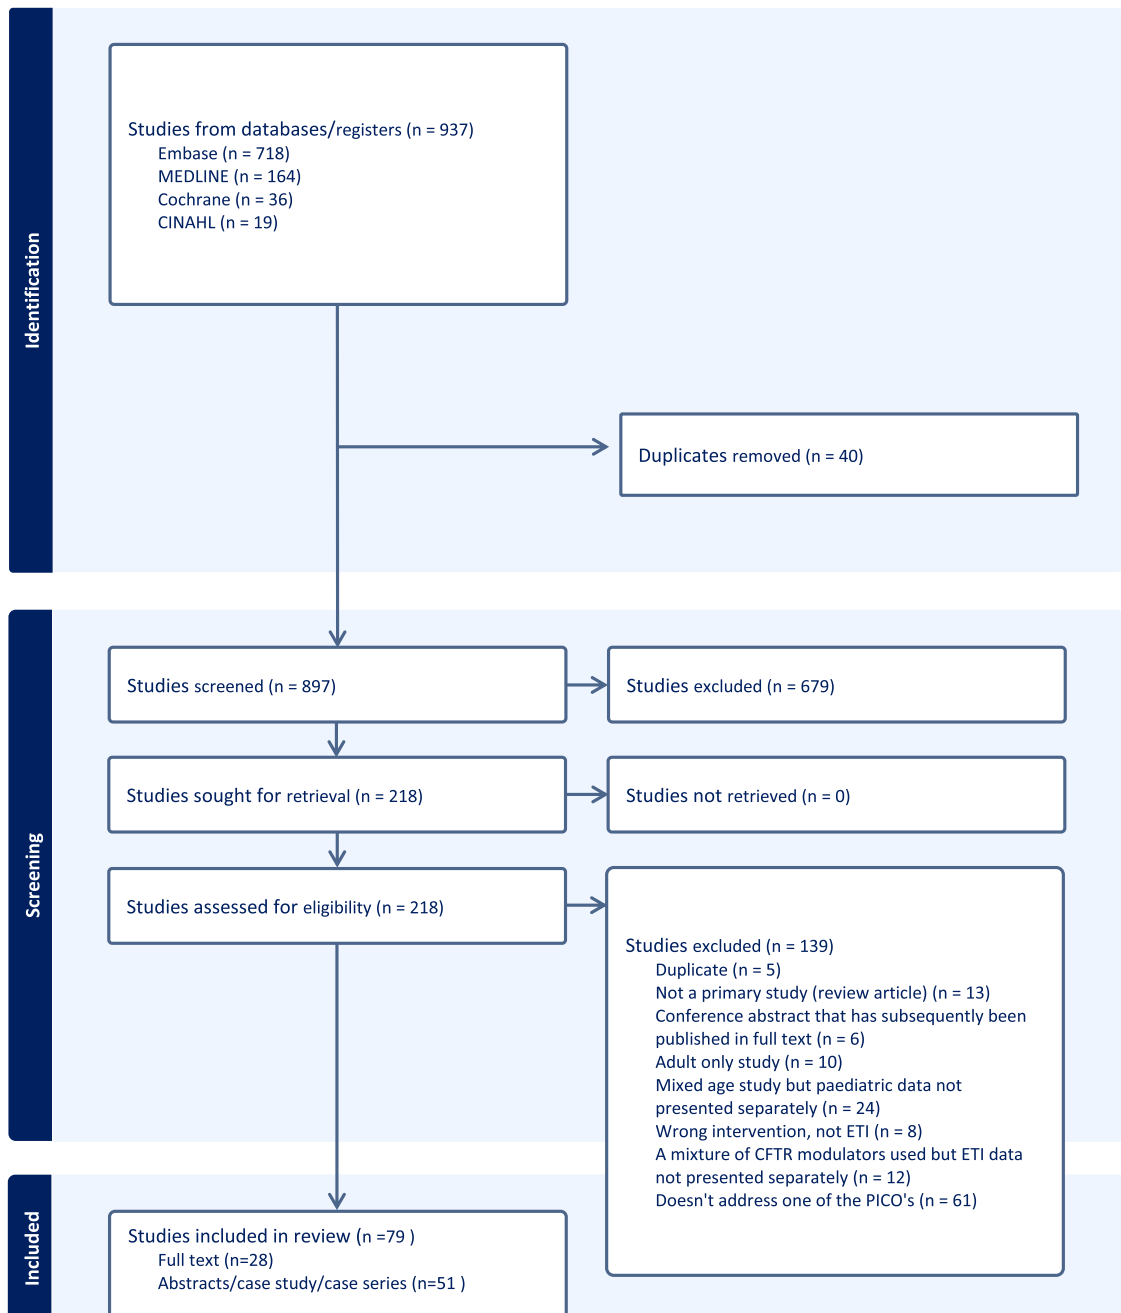 Identification
Studies from databases/registers (n = 937)
Embase (n = 718)
MEDLINE (n = 164)
Cochrane (n = 36)
CINAHL (n = 19)
Duplicates removed (n = 40)
Screening
Studies screened (n = 897)
Studies excluded (n = 679)
Studies sought for retrieval (n = 218)
Studies not retrieved (n = 0)
Studies assessed for eligibility (n = 218)
Studies excluded (n = 139)
Duplicate (n = 5)
Not a primary study (review article) (n = 13)
Conference abstract that has subsequently been
published in full text (n = 6)
Adult only study (n = 10)
Mixed age study but paediatric data not
presented separately (n = 24)
Wrong intervention, not ETI (n = 8)
A mixture of CFTR modulators used but ETI data
not presented separately (n = 12)
Doesn't address one of the PICO's (n = 61)
Included
Studies included in review (n =79 )
Full text (n=28)
Abstracts/case study/case series (n=51 )